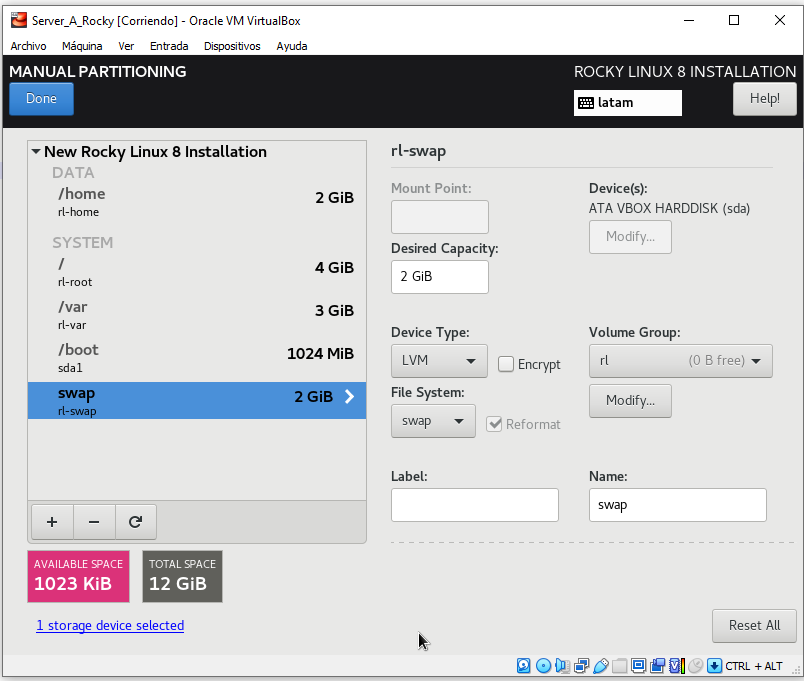 Server_A_Rocky [Corriendo] - Oracle VM VirtualBox
Archivo Máquina Ver Entrada Dispositivos Ayuda
MANUAL PARTITIONING
ROCKY LINUX 8 INSTALLATION
Done
latam
Help!
New Rocky Linux 8 Installation
DATA
/home
2 GiB
rl-home
SYSTEM
/
4 GiB
rl-root
/var
3 GiB
rl-var
/boot
1024 MiB
sda1
swap
2 GiB
rl-swap
+ −
AVAILABLE SPACE
1023 KiB
TOTAL SPACE
12 GiB
1 storage device selected
rl-swap
Mount Point:
Device(s):
ATA VBOX HARDDISK (sda)
Modify...
Desired Capacity:
2 GiB
Device Type:
LVM
Encrypt
Volume Group:
rl (0 B free)
Modify...
File System:
swap
Reformat
Label:
Name:
swap
Reset All
CTRL + ALT